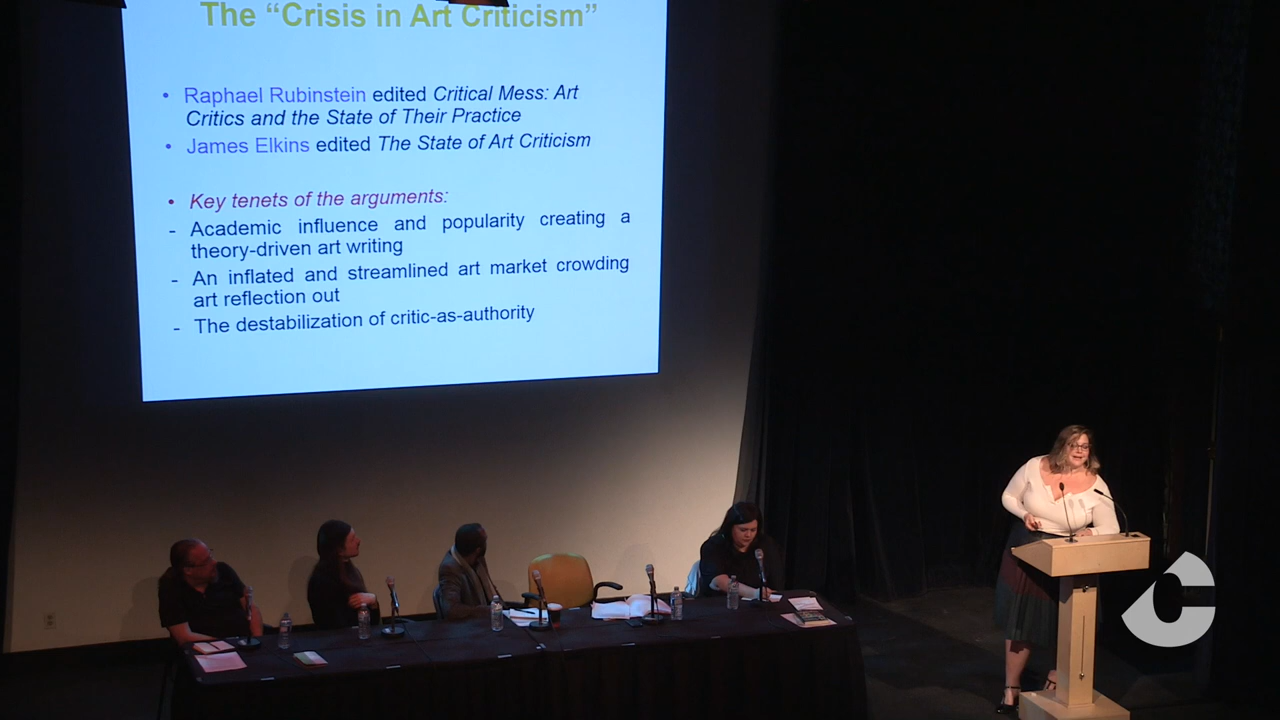 The “Crisis in Art Criticism”
• Raphael Rubinstein edited Critical Mess: Art
Critics and the State of Their Practice
• James Elkins edited The State of Art Criticism
• Key tenets of the arguments:
- Academic influence and popularity creating a
theory-driven art writing
- An inflated and streamlined art market crowding
art reflection out
- The destabilization of critic-as-authority